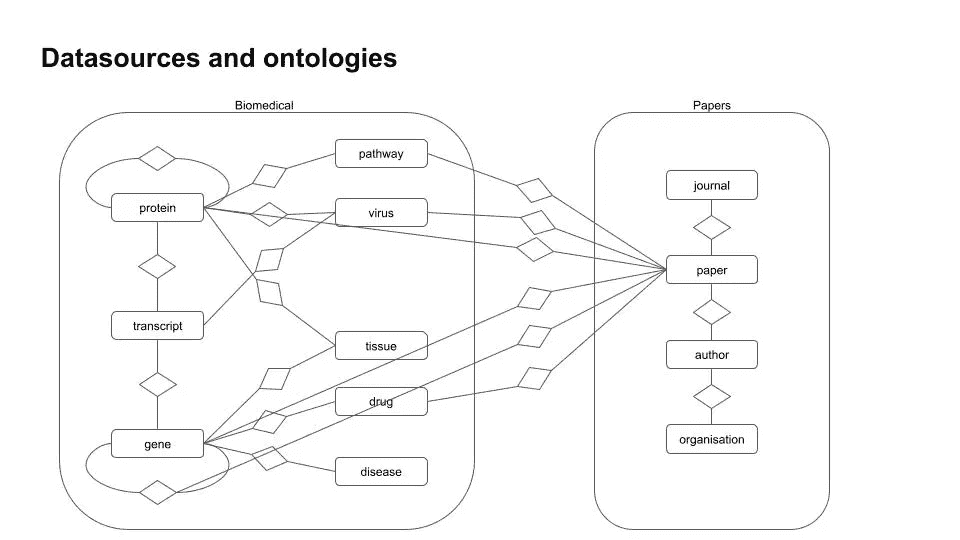 Datasources and ontologies
Biomedical
Papers
pathway
protein
virus
transcript
tissue
drug
gene
disease
journal
paper
author
organisation